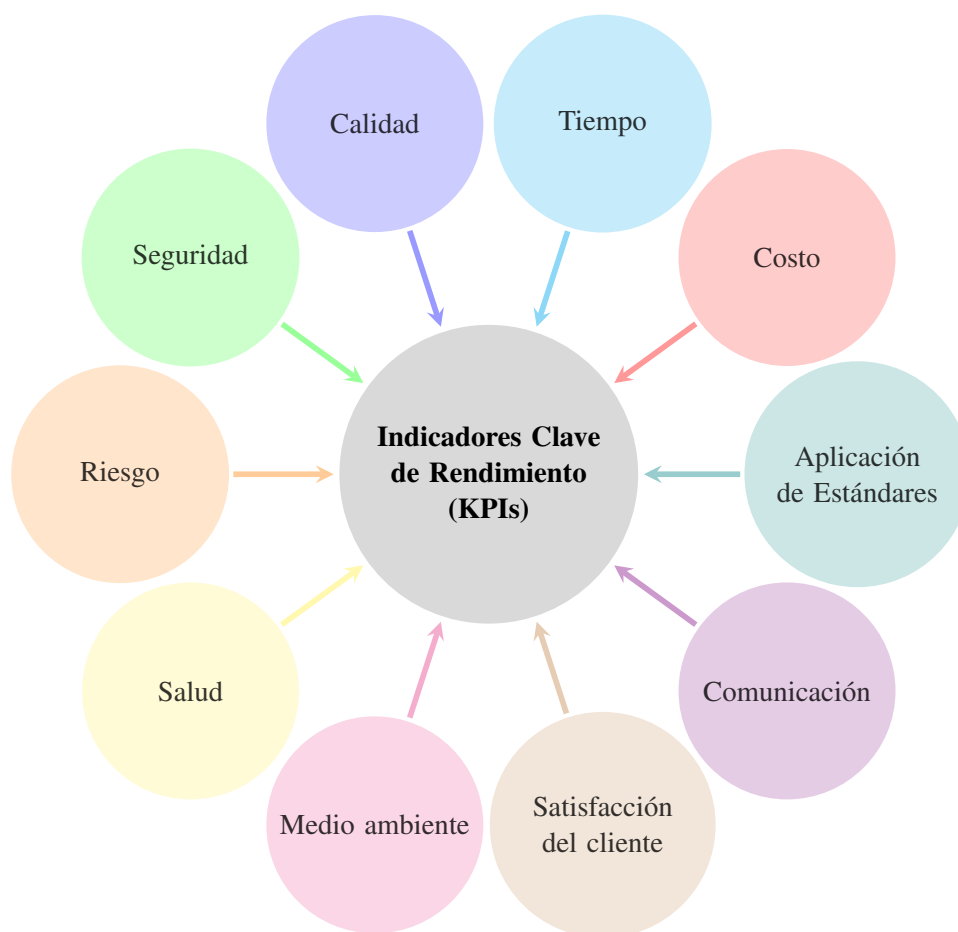 Calidad
Tiempo
Seguridad
Costo
Indicadores Clave
de Rendimiento
(KPIs)
Riesgo
Aplicación
de Estándares
Salud
Comunicación
Medio ambiente
Satisfacción
del cliente